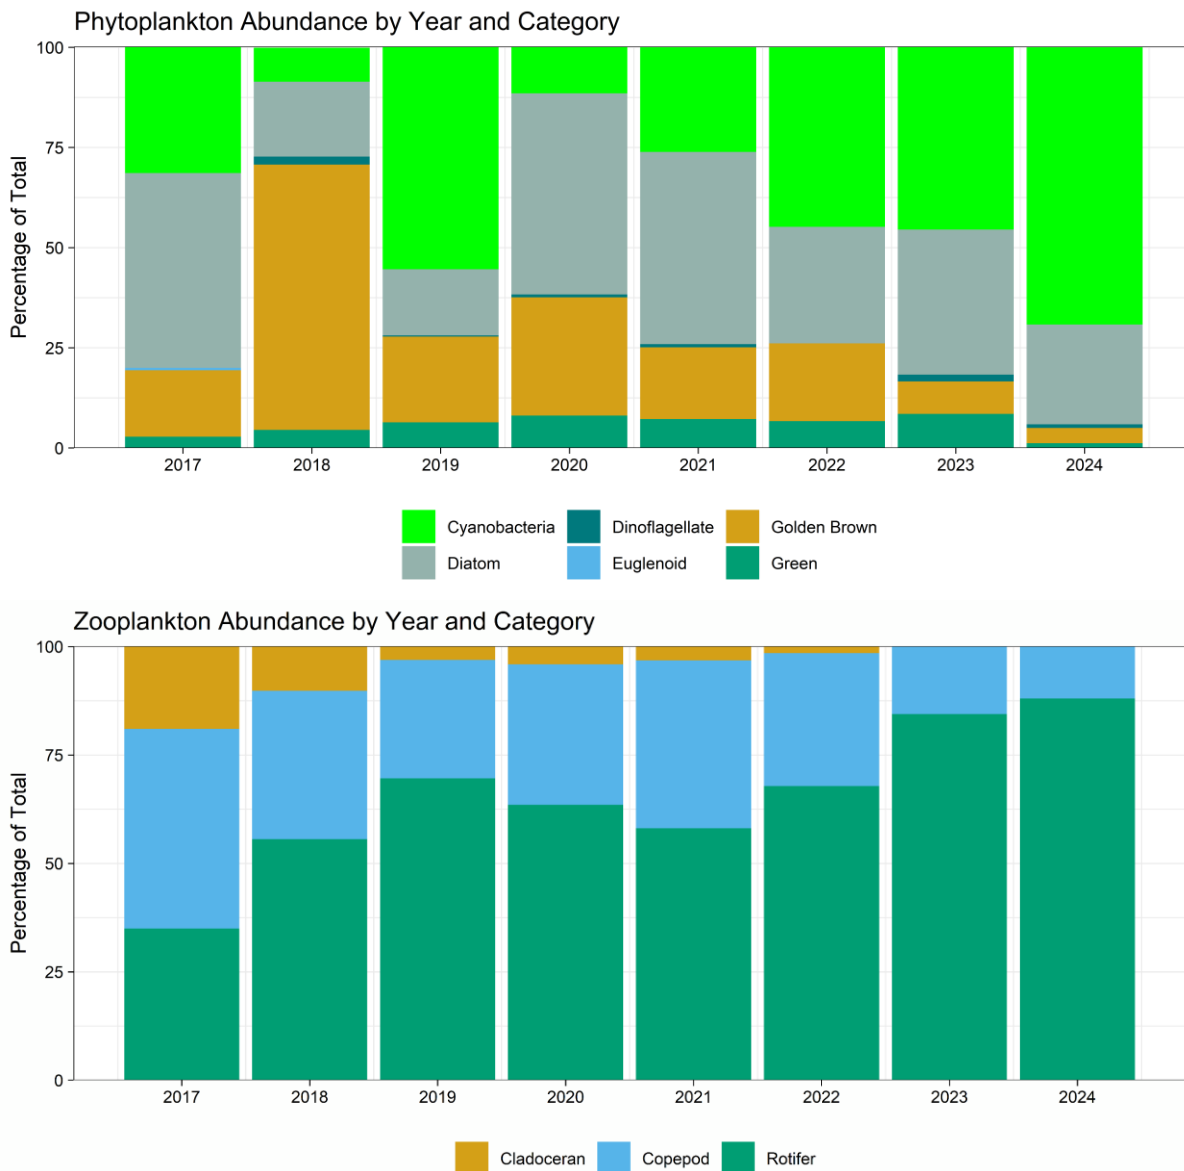 Phytoplankton Abundance by Year and Category
100
75
50
25
0
Percentage of Total
2017 2018 2019 2020 2021 2022 2023 2024
Cyanobacteria Dinoflagellate Golden Brown
Diatom Euglenoid Green
Zooplankton Abundance by Year and Category
100
75
50
25
0
Percentage of Total
2017 2018 2019 2020 2021 2022 2023 2024
Cladoceran Copepod Rotifer